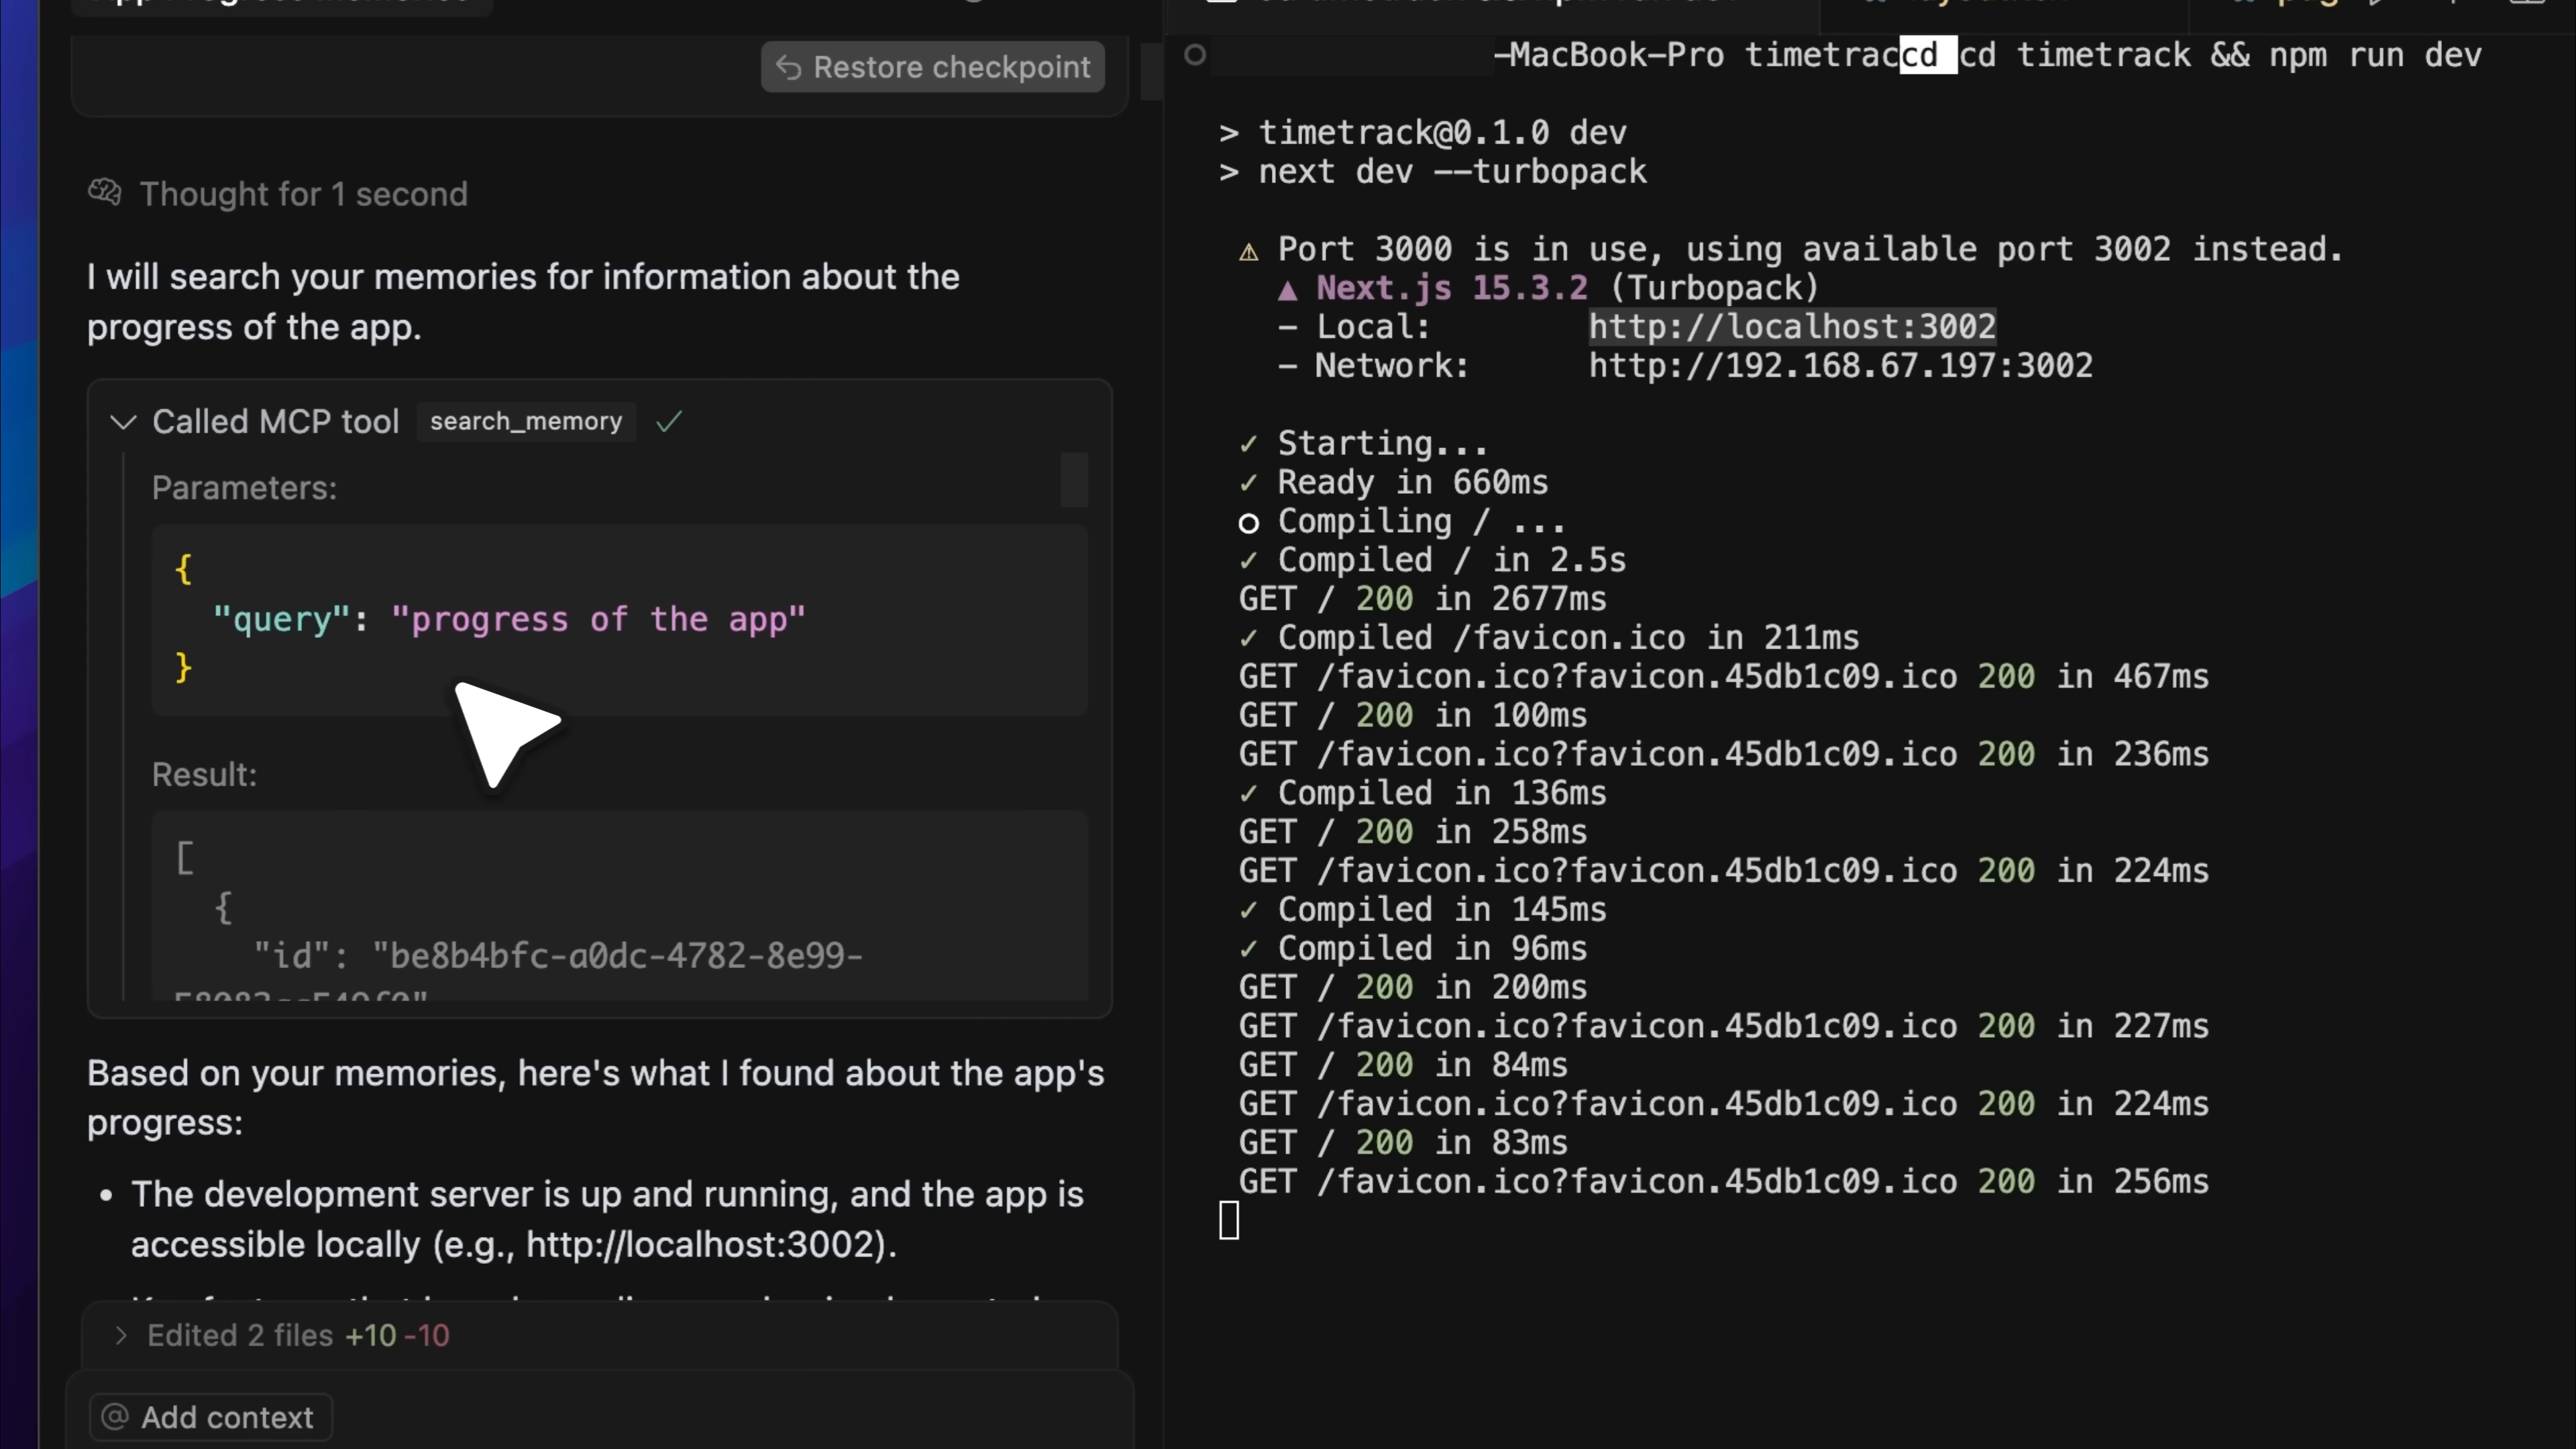 Restore checkpoint
Thought for 1 second
I will search your memories for information about the
progress of the app.
Called MCP tool search_memory ✓
Parameters:
{
"query": "progress of the app"
}
Result:
[
{
"id": "be8b4bfc-a0dc-4782-8e99-
Based on your memories, here's what I found about the app's
progress:
• The development server is up and running, and the app is
accessible locally (e.g., http://localhost:3002).
Edited 2 files +10 -10
@ Add context
-MacBook-Pro timetraccd cd timetrack && npm run dev
> timetrack@0.1.0 dev
> next dev --turbopack
⚠ Port 3000 is in use, using available port 3002 instead.
▲ Next.js 15.3.2 (Turbopack)
- Local: http://localhost:3002
- Network: http://192.168.67.197:3002
✓ Starting...
✓ Ready in 660ms
○ Compiling / ...
✓ Compiled / in 2.5s
GET / 200 in 2677ms
✓ Compiled /favicon.ico in 211ms
GET /favicon.ico?favicon.45db1c09.ico 200 in 467ms
GET / 200 in 100ms
GET /favicon.ico?favicon.45db1c09.ico 200 in 236ms
✓ Compiled in 136ms
GET / 200 in 258ms
GET /favicon.ico?favicon.45db1c09.ico 200 in 224ms
✓ Compiled in 145ms
✓ Compiled in 96ms
GET / 200 in 200ms
GET /favicon.ico?favicon.45db1c09.ico 200 in 227ms
GET / 200 in 84ms
GET /favicon.ico?favicon.45db1c09.ico 200 in 224ms
GET / 200 in 83ms
GET /favicon.ico?favicon.45db1c09.ico 200 in 256ms